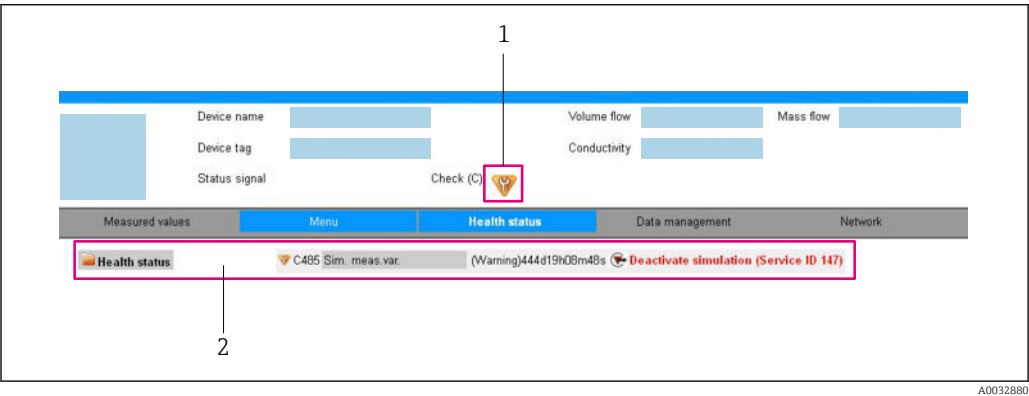 1
Device name Volume flow Mass flow
Device tag Conductivity
Status signal Check (C)
Measured values Menu Health status Data management Network
Health status C485 Sim. meas.var. (Warning)444d19h08m48s Deactivate simulation (Service ID 147)
2
A0032880